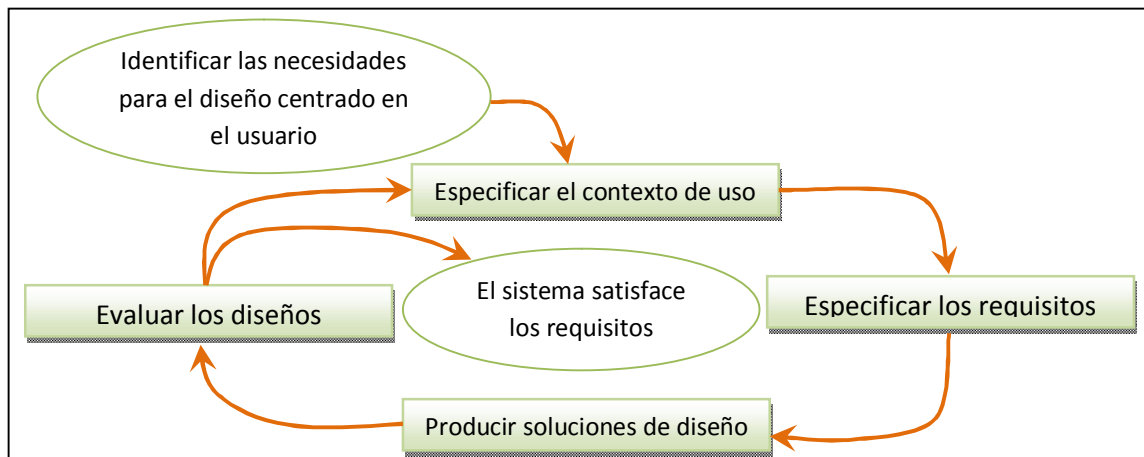 Identificar las necesidades
para el diseño centrado en
el usuario
Especificar el contexto de uso
El sistema satisface
los requisitos
Evaluar los diseños
Especificar los requisitos
Producir soluciones de diseño